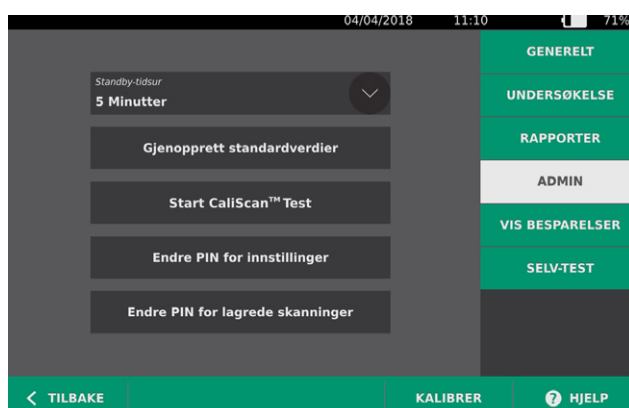 04/04/2018 11:10 71%
Standby-tidsur
5 Minutter
Gjenopprett standardverdier
Start CaliScan™ Test
Endre PIN for innstillinger
Endre PIN for lagrede skanninger
GENERELT
UNDERSØKELSE
RAPPORTER
ADMIN
VIS BESPARELSER
SELV-TEST
TILBAKE
KALIBRER
? HJELP